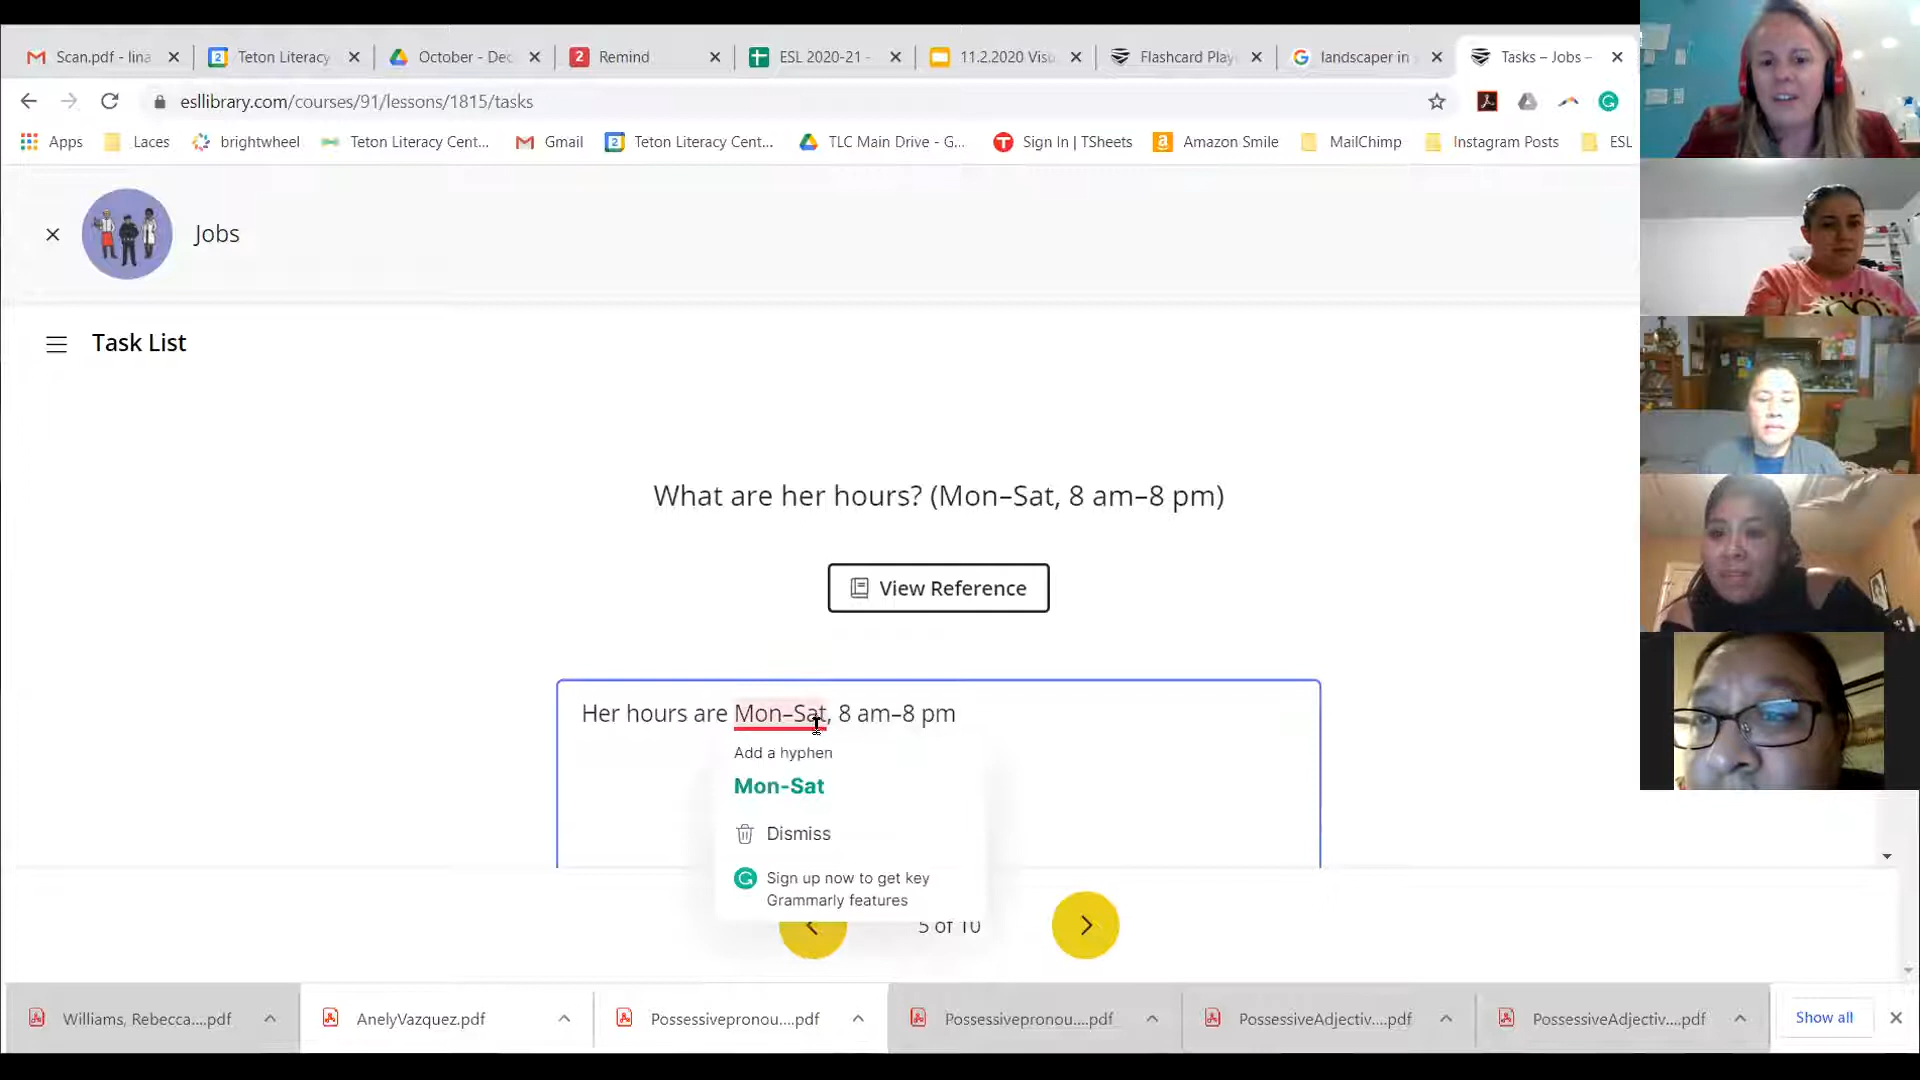 Scan.pdf - lina
Teton Literacy
October - Dec
2 Remind
ESL 2020-21 -
11.2.2020 Visu
Flashcard Play
landscaper in
Tasks – Jobs –
esllibrary.com/courses/91/lessons/1815/tasks
Apps
Laces
brightwheel
Teton Literacy Cent...
Gmail
Teton Literacy Cent...
TLC Main Drive - G...
Sign In | TSheets
Amazon Smile
MailChimp
Instagram Posts
ESL
Jobs
Task List
What are her hours? (Mon–Sat, 8 am–8 pm)
View Reference
Her hours are Mon–Sat, 8 am–8 pm
Add a hyphen
Mon-Sat
Dismiss
Sign up now to get key
Grammarly features
5 of 10
Williams, Rebecca....pdf
AnelyVazquez.pdf
Possessivepronou....pdf
Possessivepronou....pdf
PossessiveAdjectiv....pdf
PossessiveAdjectiv....pdf
Show all